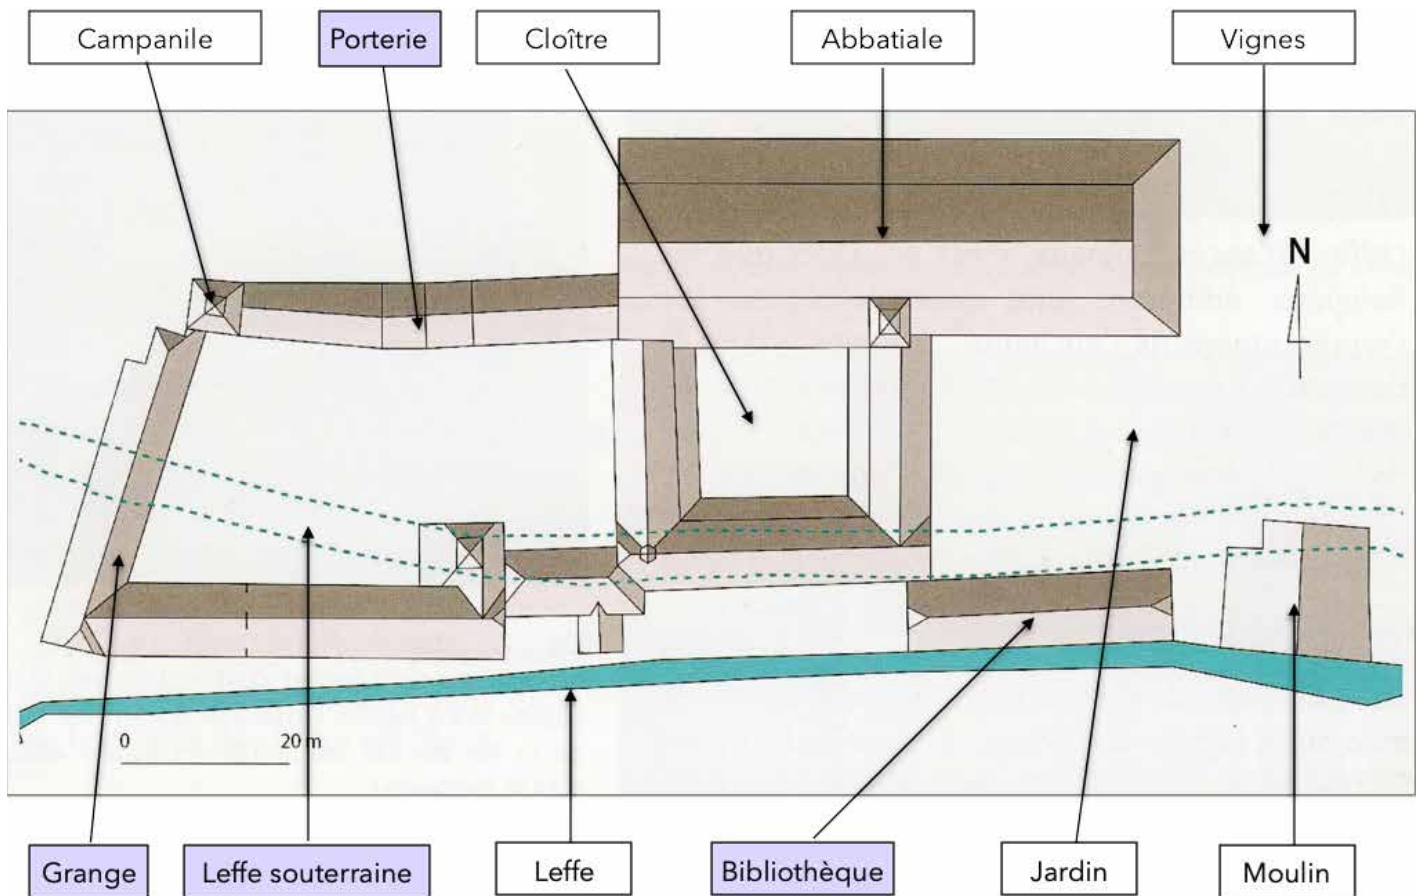 Campanile
Porterie
Cloître
Abbatiale
Vignes
N
0 20 m
Grange
Leffe souterraine
Leffe
Bibliothèque
Jardin
Moulin